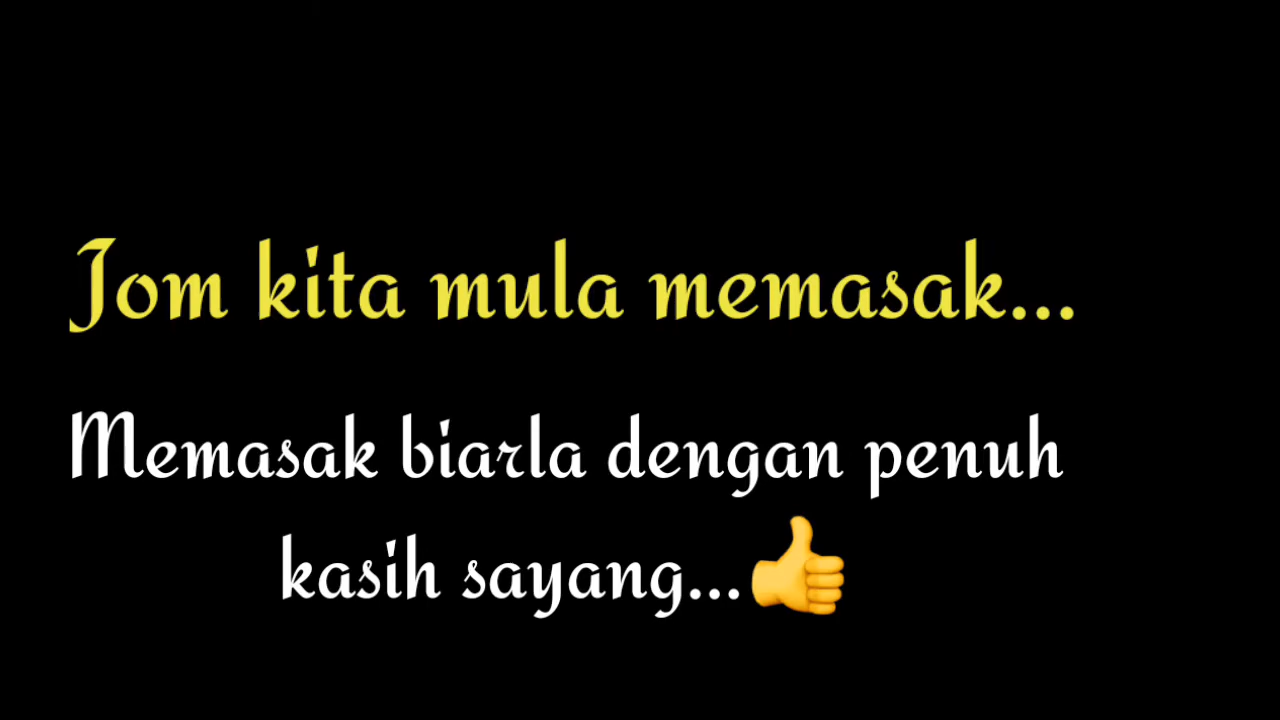 Jom kita mula memasak...
Memasak biarla dengan penuh
kasih sayang...👍